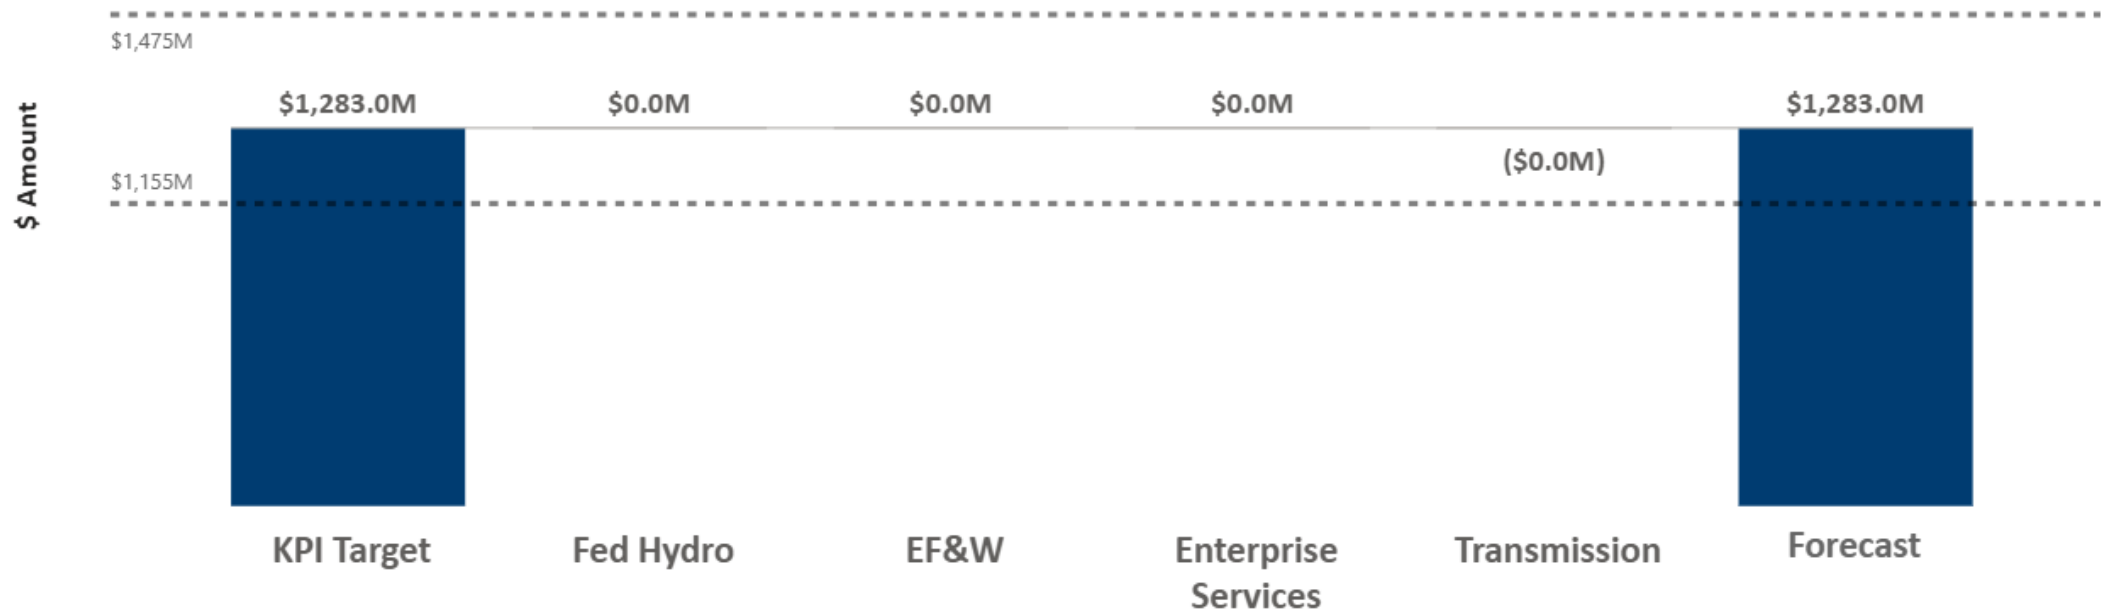 $1,475M
$ Amount
$1,283.0M
$0.0M
$0.0M
$0.0M
($0.0M)
$1,283.0M
$1,155M
KPI Target
Fed Hydro
EF&W
Enterprise
Services
Transmission
Forecast